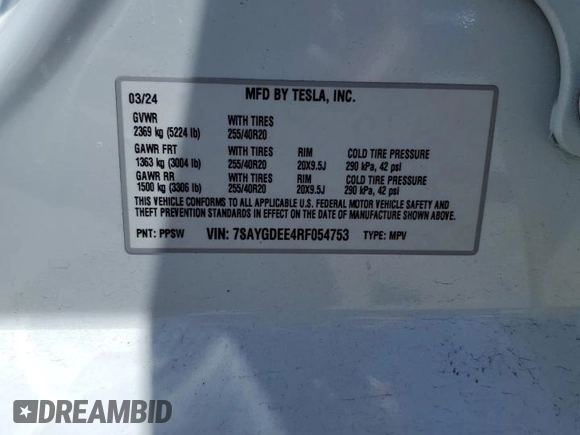 03/24 MFD BY TESLA, INC.
GVWR WITH TIRES
2369 kg (5224 lb) 255/40R20
GAWR FRT WITH TIRES RIM COLD TIRE PRESSURE
1363 kg (3004 lb) 255/40R20 20X9.5J 290 kPa, 42 psi
GAWR RR WITH TIRES RIM COLD TIRE PRESSURE
1500 kg (3306 lb) 255/40R20 20X9.5J 290 kPa, 42 psi
THIS VEHICLE CONFORMS TO ALL APPLICABLE U.S. FEDERAL MOTOR VEHICLE SAFETY AND
THEFT PREVENTION STANDARDS IN EFFECT ON THE DATE OF MANUFACTURE SHOWN ABOVE.
PNT: PPSW VIN: 7SAYGDEE4RF054753 TYPE: MPV
DREAMBID